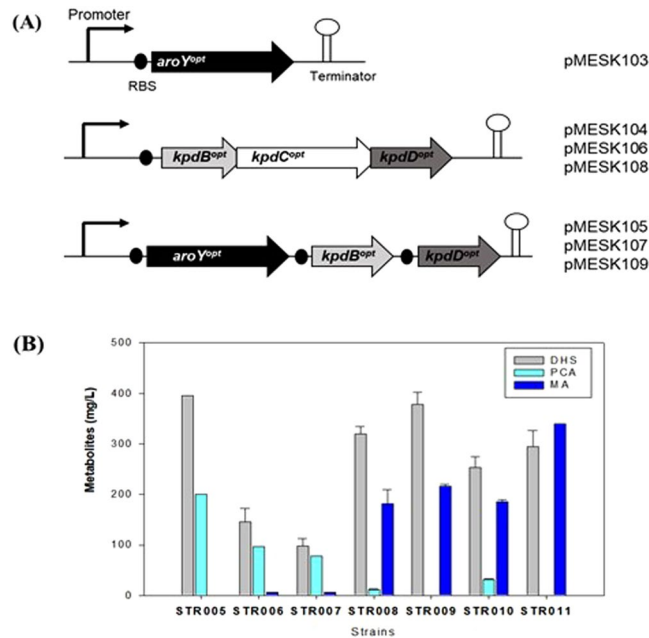 (A)
Promoter
RBS
aroYopt
Terminator
pMESK103
kpdBopt
kpdCopt
kpdDopt
pMESK104
pMESK106
pMESK108
aroYopt
kpdBopt
kpdDopt
pMESK105
pMESK107
pMESK109
(B)
500
400
300
200
100
0
Metabolites (mg/L)
DHS
PCA
MA
STR005 STR006 STR007 STR008 STR009 STR010 STR011
Strains